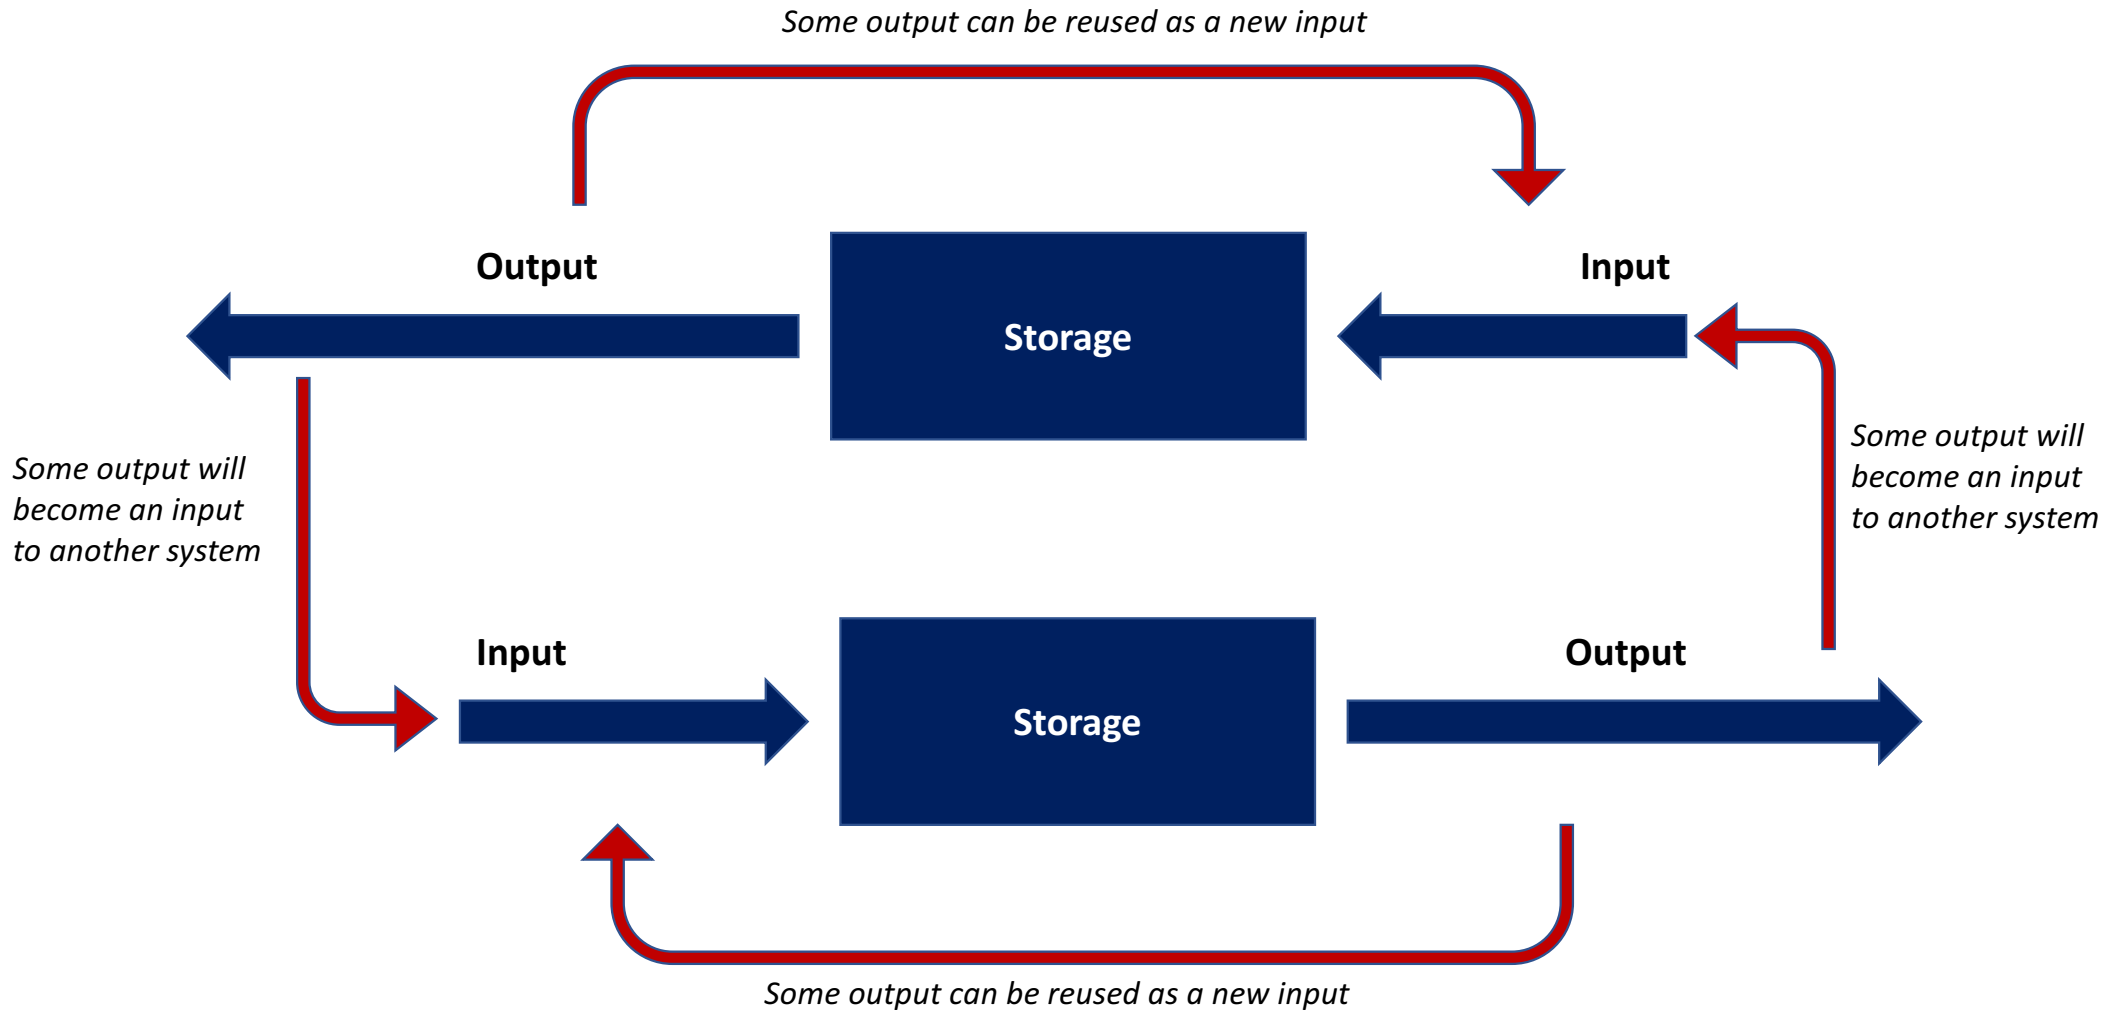 Some output can be reused as a new input
Output
Storage
Input
Some output will
become an input
to another system
Some output will
become an input
to another system
Input
Storage
Output
Some output can be reused as a new input